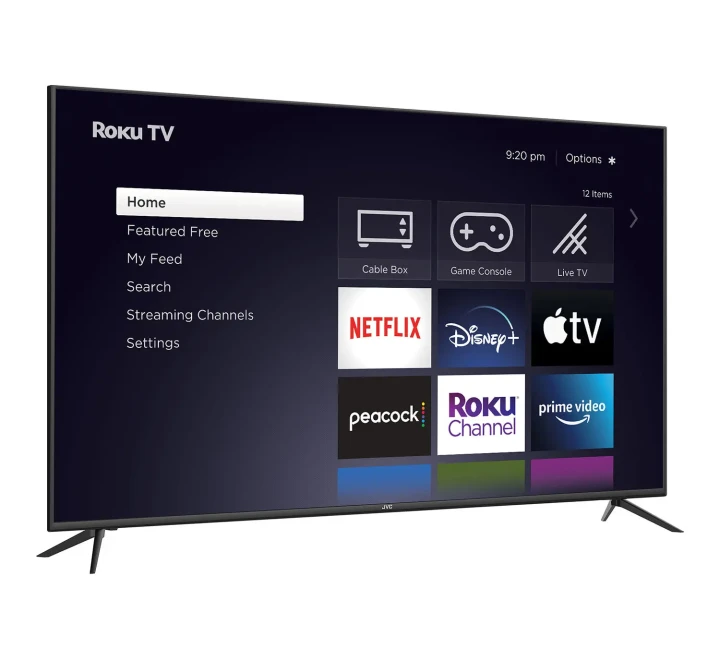 Roku TV
9:20 pm
Options *
12 Items
Home
Featured Free
My Feed
Search
Streaming Channels
Settings
Cable Box
Game Console
Live TV
NETFLIX
Disney+
tv
peacock
Roku
Channel
prime video
JVC